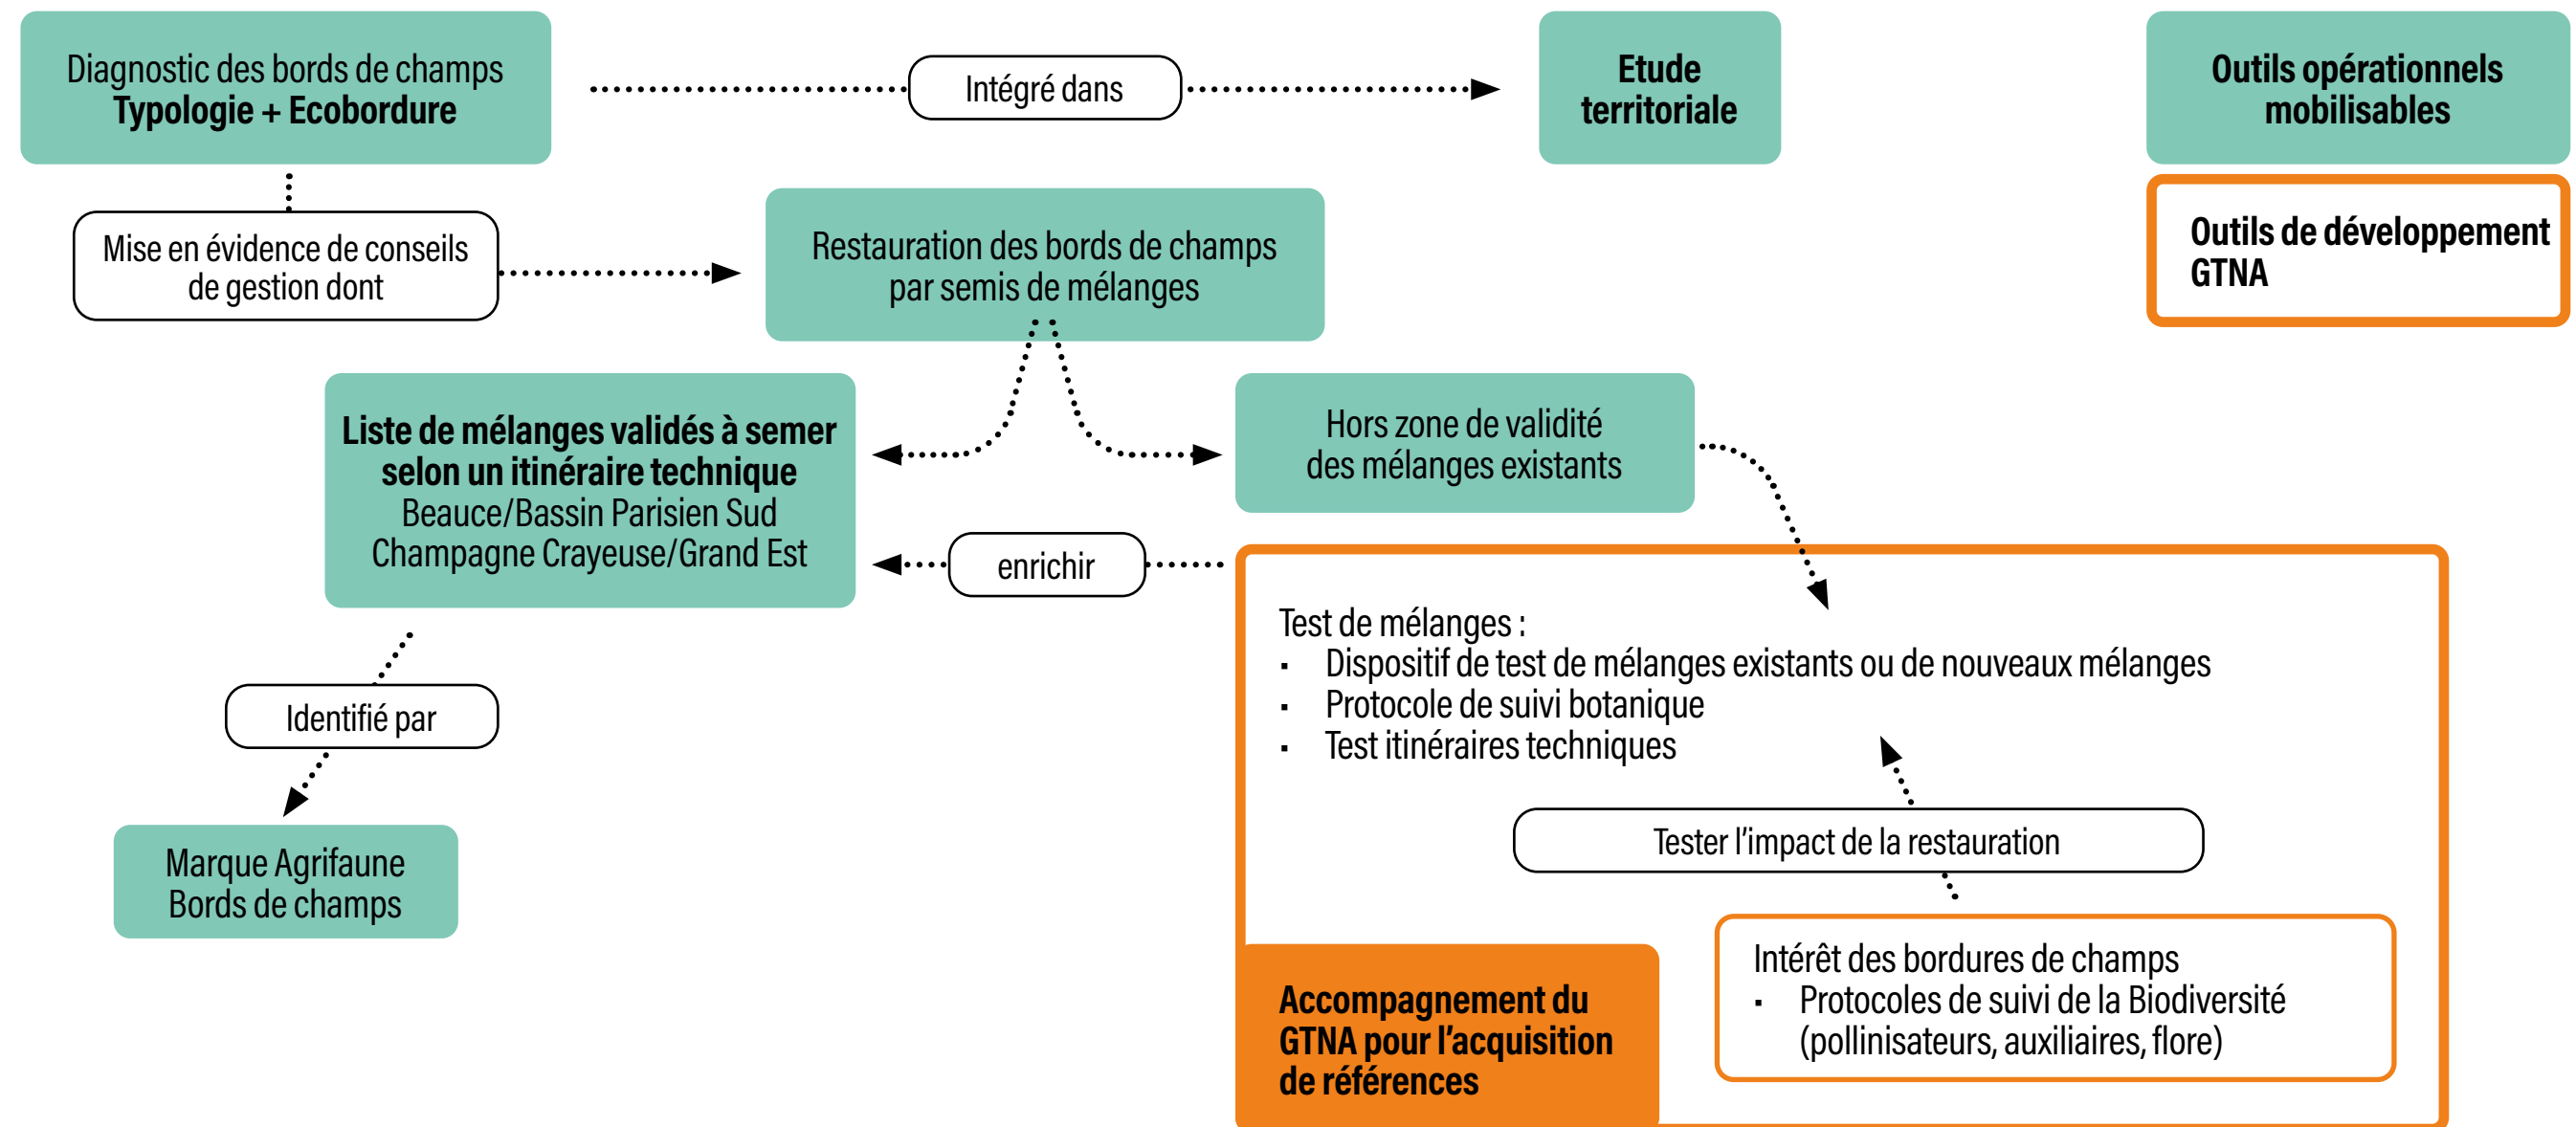 Diagnostic des bords de champs
Typologie + Ecobordure
Intégré dans
Etude
territoriale
Outils opérationnels
mobilisables
Outils de développement
GTNA
Mise en évidence de conseils
de gestion dont
Restauration des bords de champs
par semis de mélanges
Liste de mélanges validés à semer
selon un itinéraire technique
Beauce/Bassin Parisien Sud
Champagne Crayeuse/Grand Est
Hors zone de validité
des mélanges existants
enrichir
Identifié par
Marque Agrifaune
Bords de champs
Test de mélanges :
▪ Dispositif de test de mélanges existants ou de nouveaux mélanges
▪ Protocole de suivi botanique
▪ Test itinéraires techniques
Tester l’impact de la restauration
Intérêt des bordures de champs
▪ Protocoles de suivi de la Biodiversité
(pollinisateurs, auxiliaires, flore)
Accompagnement du
GTNA pour l’acquisition
de références